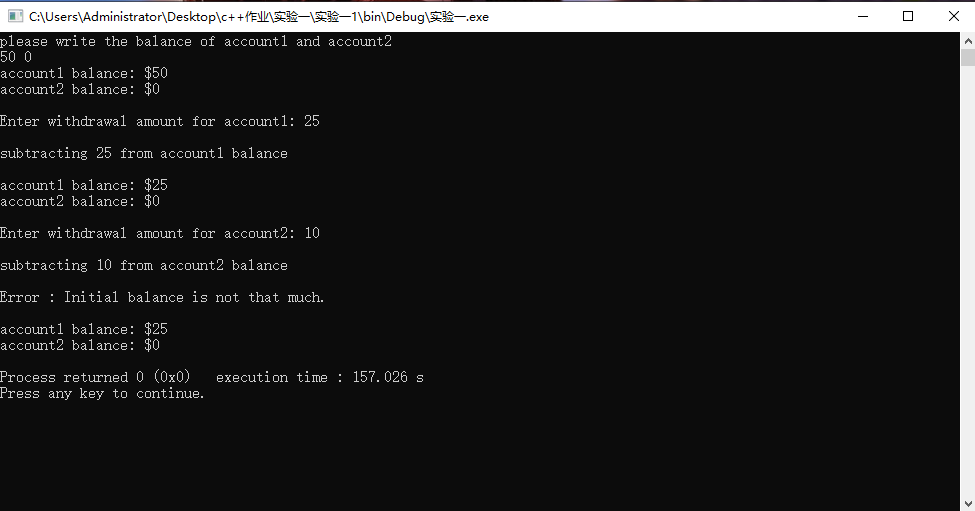 C:\Users\Administrator\Desktop\c++作业\实验一\实验一1\bin\Debug\实验一.exe
please write the balance of account1 and account2
50 0
account1 balance: $50
account2 balance: $0
Enter withdrawal amount for account1: 25
subtracting 25 from account1 balance
account1 balance: $25
account2 balance: $0
Enter withdrawal amount for account2: 10
subtracting 10 from account2 balance
Error : Initial balance is not that much.
account1 balance: $25
account2 balance: $0
Process returned 0 (0x0)   execution time : 157.026 s
Press any key to continue.